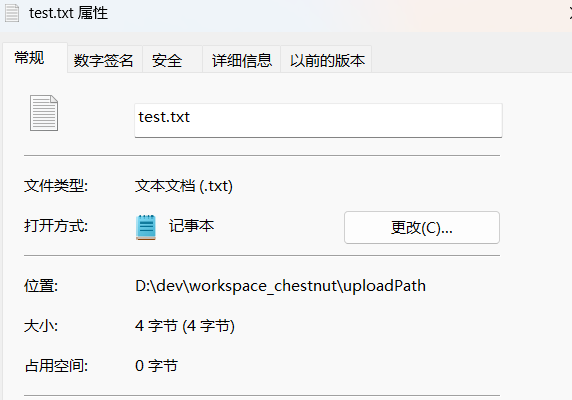 test.txt 属性
常规 数字签名 安全 详细信息 以前的版本
test.txt
文件类型: 文本文档 (.txt)
打开方式: 记事本 更改(C)...
位置: D:\dev\workspace_chestnut\uploadPath
大小: 4 字节 (4 字节)
占用空间: 0 字节